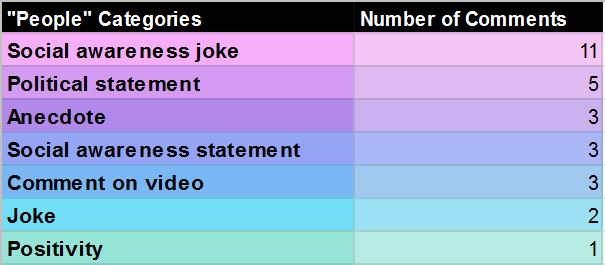 "People" Categories Number of Comments
Social awareness joke 11
Political statement 5
Anecdote 3
Social awareness statement 3
Comment on video 3
Joke 2
Positivity 1